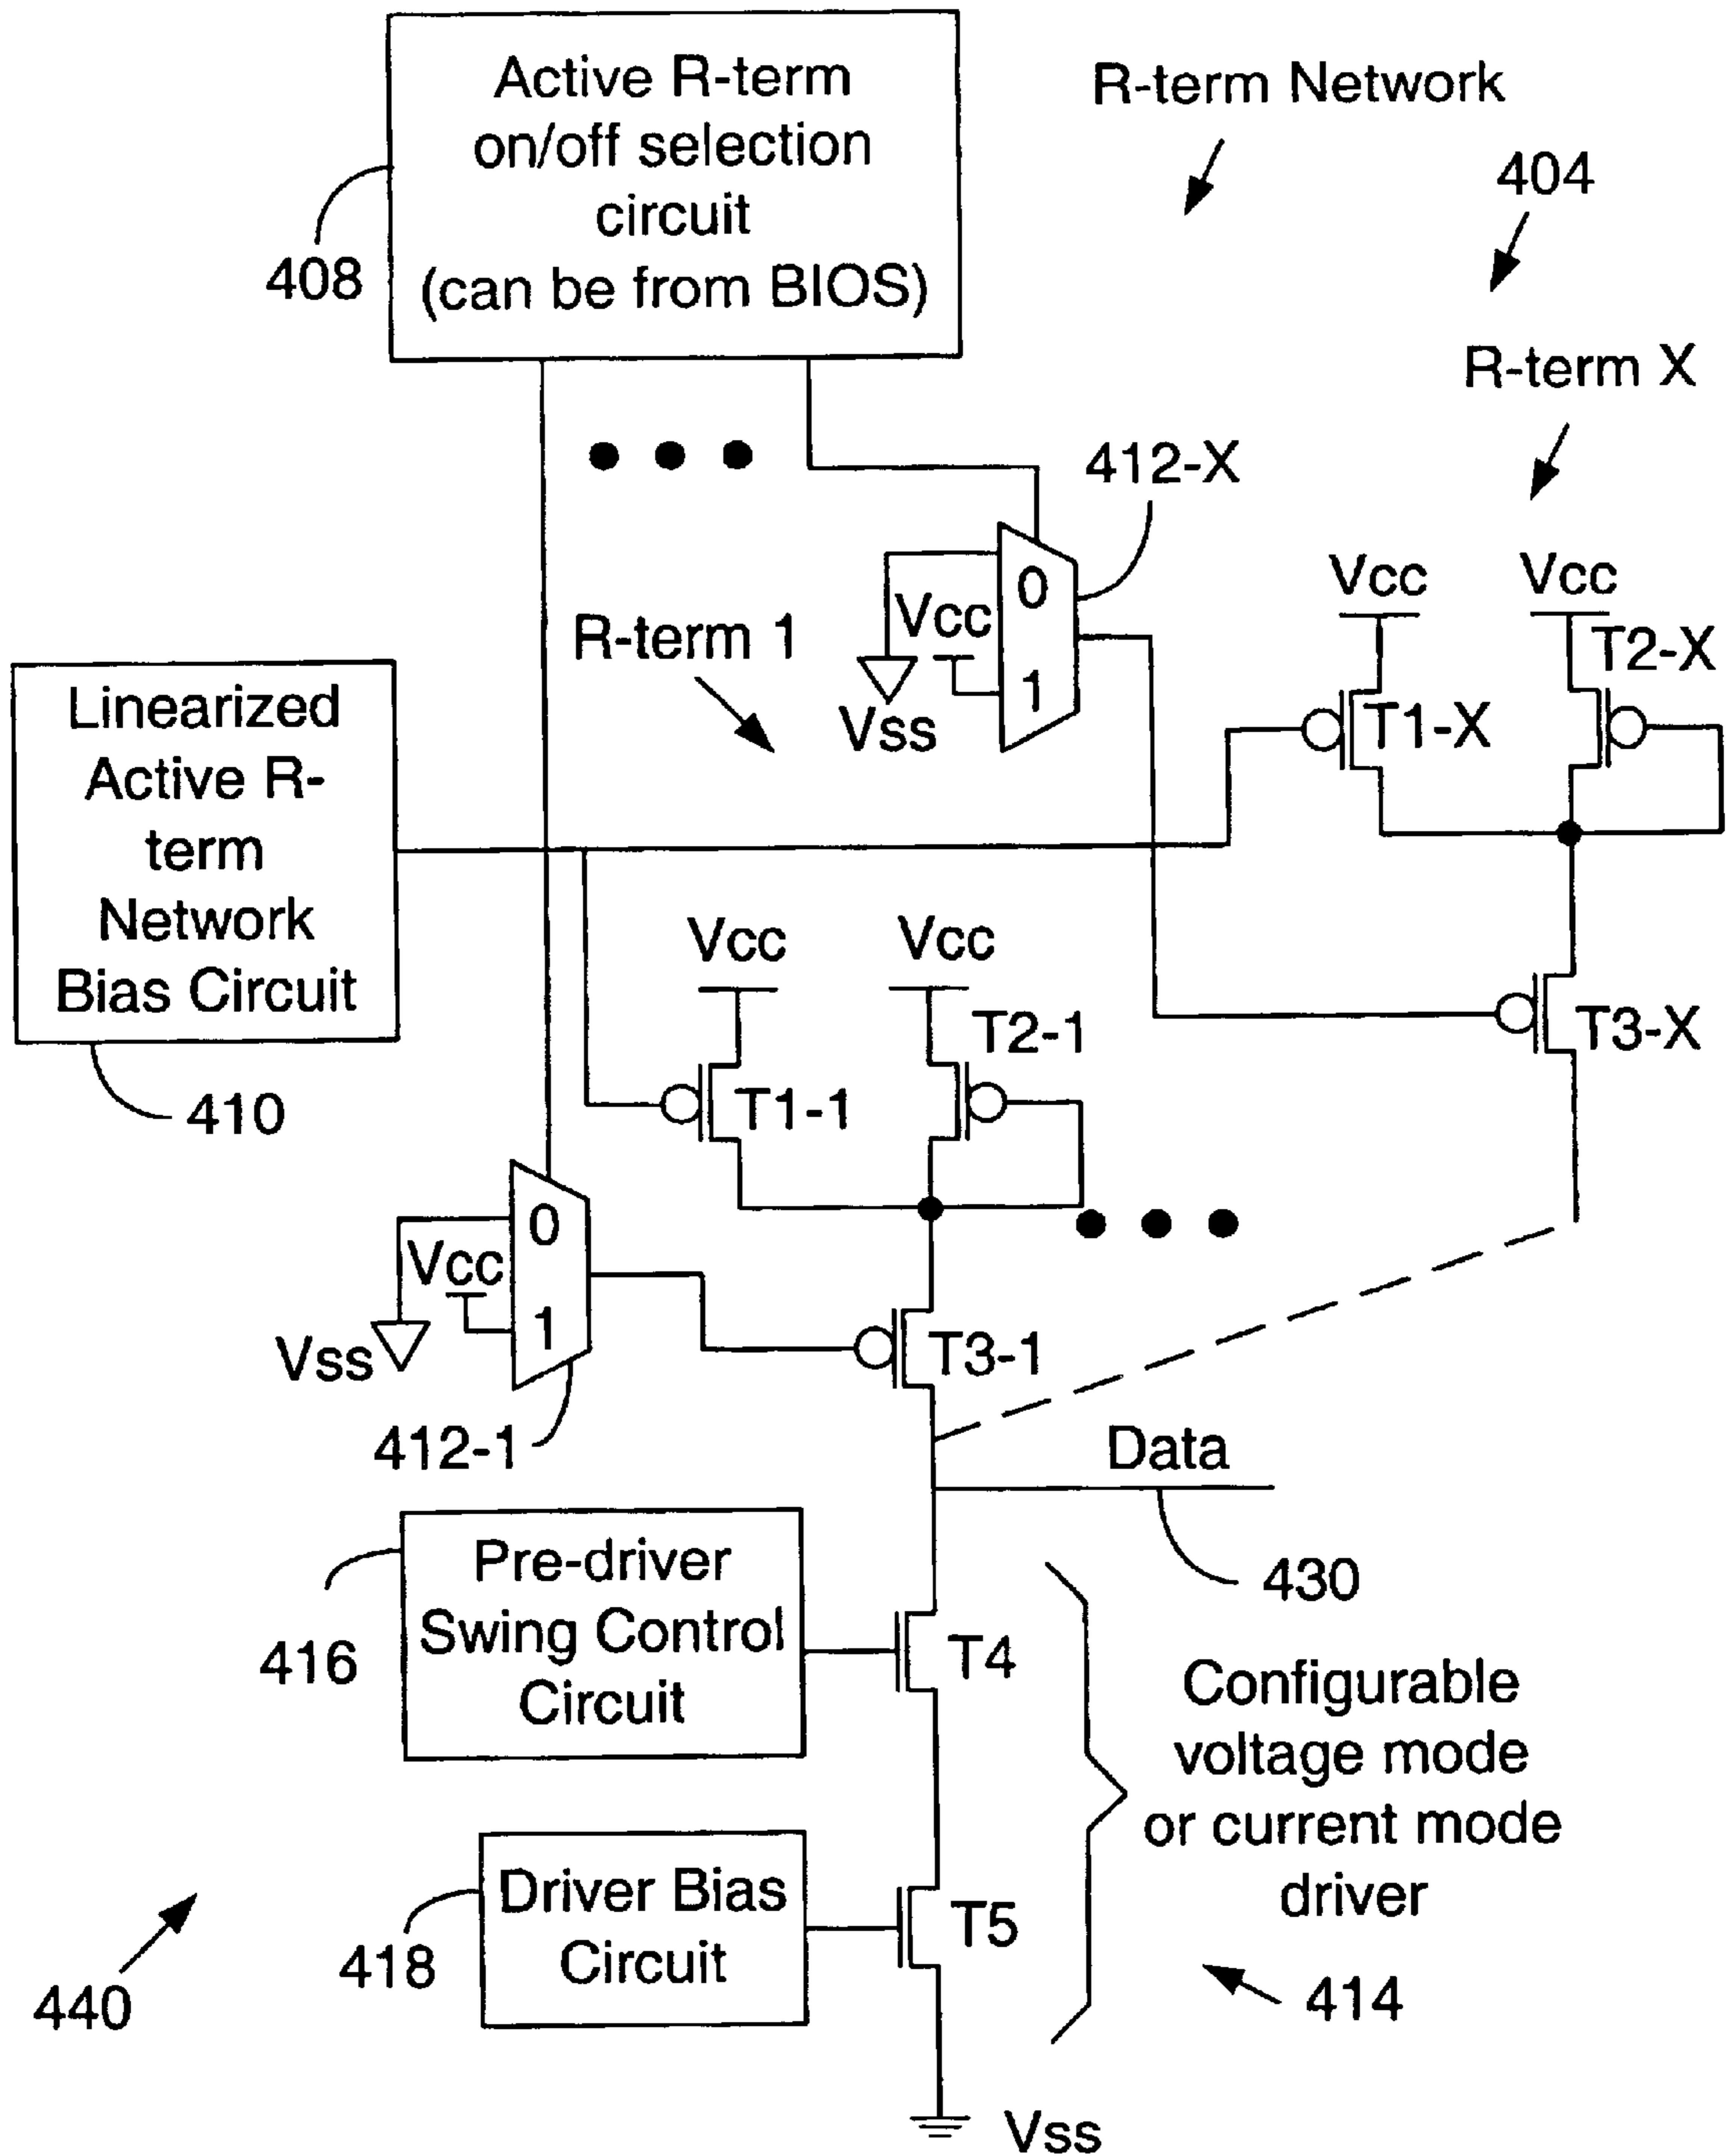 Active R-term
on/off selection
circuit
(can be from BIOS)
408
R-term Network
404
R-term X
412-X
0
1
Vcc
Vss
R-term 1
Vcc
Vcc
T2-X
T1-X
Linearized
Active R-
term
Network
Bias Circuit
410
T3-X
Vcc
Vcc
T2-1
T1-1
0
1
Vcc
Vss
T3-1
412-1
Data
430
Pre-driver
Swing Control
Circuit
416
T4
Configurable
voltage mode
or current mode
driver
Driver Bias
Circuit
418
T5
414
440
Vss